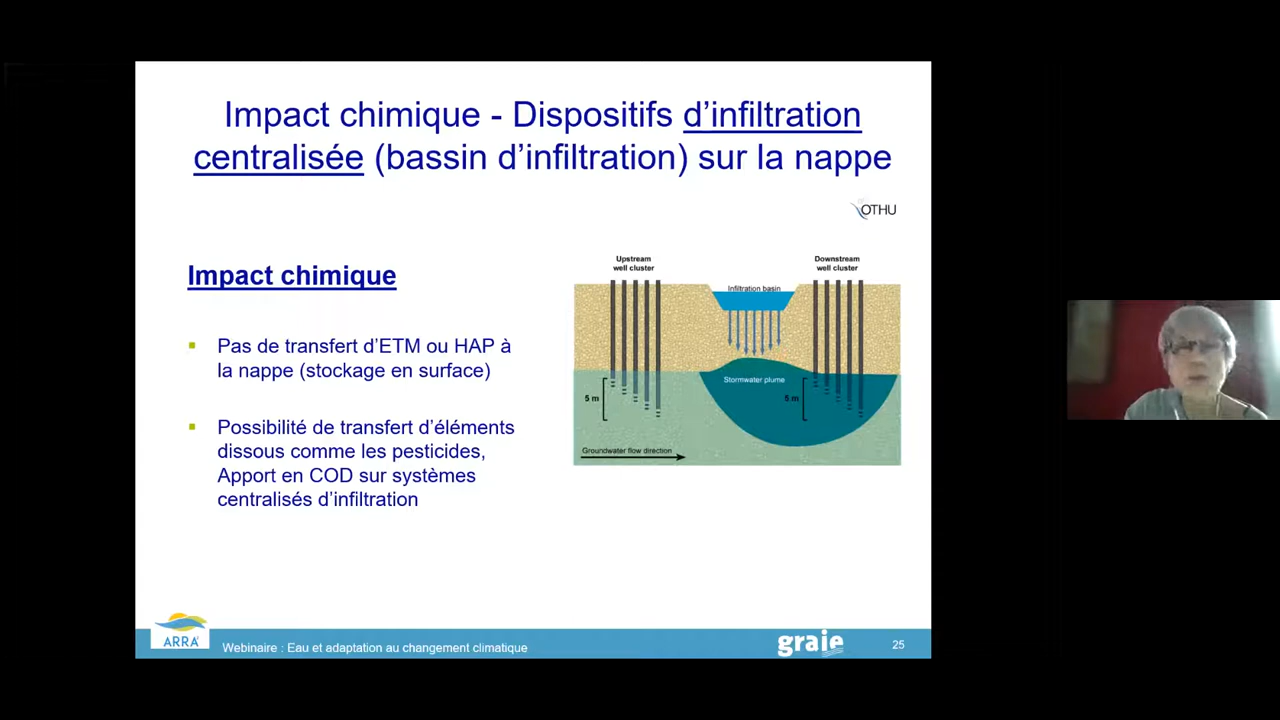 Impact chimique - Dispositifs d’infiltration
centralisée (bassin d’infiltration) sur la nappe
OTHU
Impact chimique
Pas de transfert d’ETM ou HAP à
la nappe (stockage en surface)
Possibilité de transfert d’éléments
dissous comme les pesticides,
Apport en COD sur systèmes
centralisés d’infiltration
Upstream
well cluster
Downstream
well cluster
Infiltration basin
Stormwater plume
5 m
5 m
Groundwater flow direction
ARRA
Webinaire : Eau et adaptation au changement climatique
graie
25